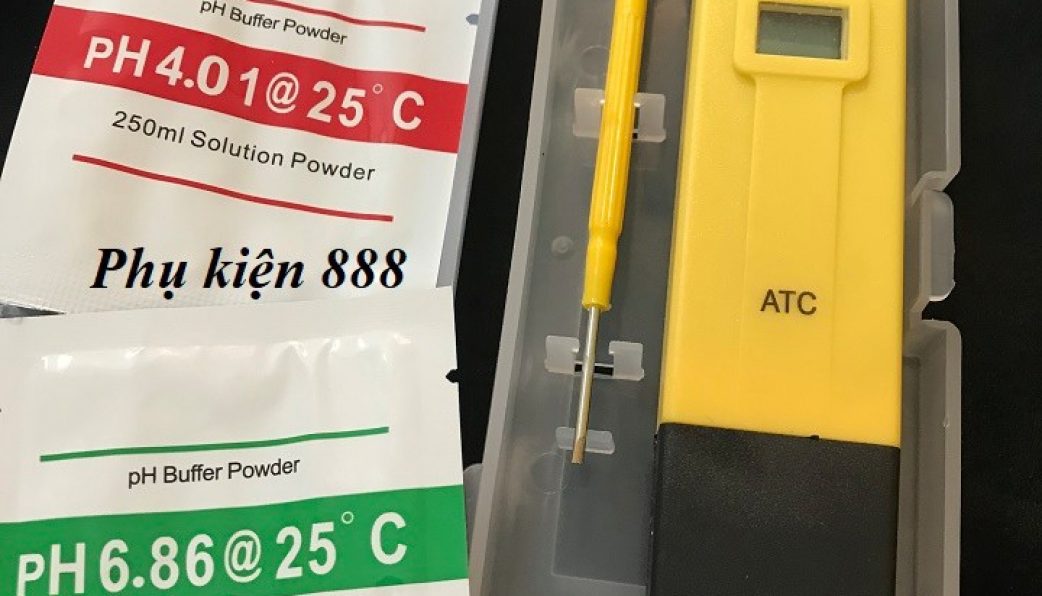 pH Buffer Powder
PH 4.01@ 25°C
250ml Solution Powder
Phụ kiện 888
pH Buffer Powder
PH 6.86@ 25°C
ATC